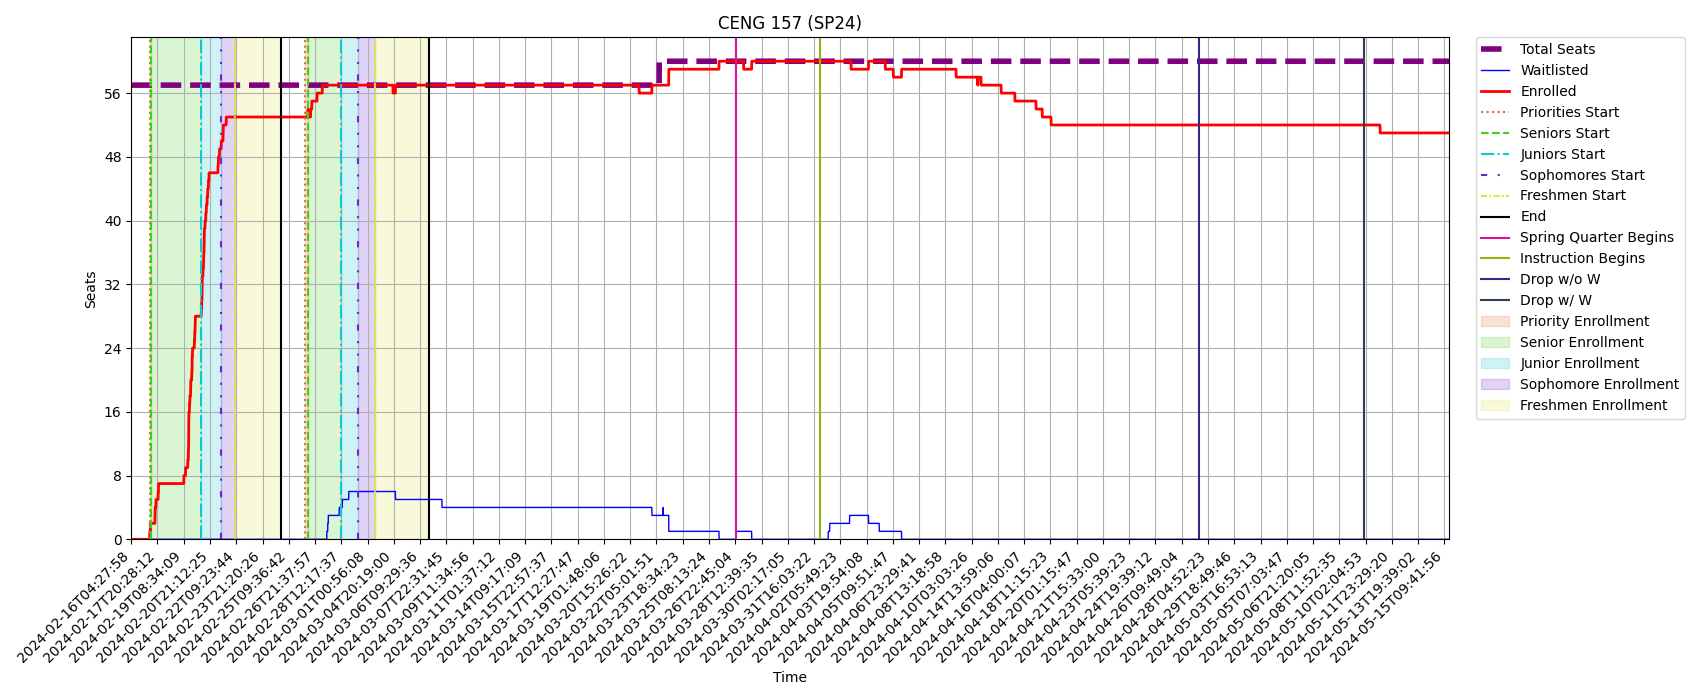 CENG 157 (SP24)
Seats
56
48
40
32
24
16
8
0
2024-02-16T04:27:58
2024-02-17T20:28:12
2024-02-19T08:34:09
2024-02-20T21:12:25
2024-02-22T09:23:44
2024-02-23T21:20:26
2024-02-25T09:36:42
2024-02-26T21:37:57
2024-02-28T12:17:37
2024-03-01T00:56:08
2024-03-04T20:19:00
2024-03-06T09:29:36
2024-03-07T22:31:45
2024-03-09T11:34:56
2024-03-11T01:37:12
2024-03-14T09:17:09
2024-03-15T22:57:37
2024-03-17T12:27:47
2024-03-19T01:48:06
2024-03-20T15:26:22
2024-03-22T05:01:51
2024-03-23T18:34:23
2024-03-25T08:13:24
2024-03-26T22:45:04
2024-03-28T12:39:35
2024-03-30T02:17:05
2024-03-31T16:03:22
2024-04-02T05:49:23
2024-04-03T19:54:08
2024-04-05T09:51:47
2024-04-06T23:29:41
2024-04-08T13:18:58
2024-04-10T03:03:26
2024-04-14T13:59:06
2024-04-16T04:00:07
2024-04-18T11:15:23
2024-04-20T01:15:47
2024-04-21T15:33:00
2024-04-23T05:39:23
2024-04-24T19:39:12
2024-04-26T09:49:04
2024-04-28T04:52:23
2024-04-29T18:49:46
2024-05-03T16:53:13
2024-05-05T07:03:47
2024-05-06T21:20:05
2024-05-08T11:52:35
2024-05-10T02:04:53
2024-05-11T23:29:20
2024-05-13T19:39:02
2024-05-15T09:41:56
Time
Total Seats
Waitlisted
Enrolled
Priorities Start
Seniors Start
Juniors Start
Sophomores Start
Freshmen Start
End
Spring Quarter Begins
Instruction Begins
Drop w/o W
Drop w/ W
Priority Enrollment
Senior Enrollment
Junior Enrollment
Sophomore Enrollment
Freshmen Enrollment